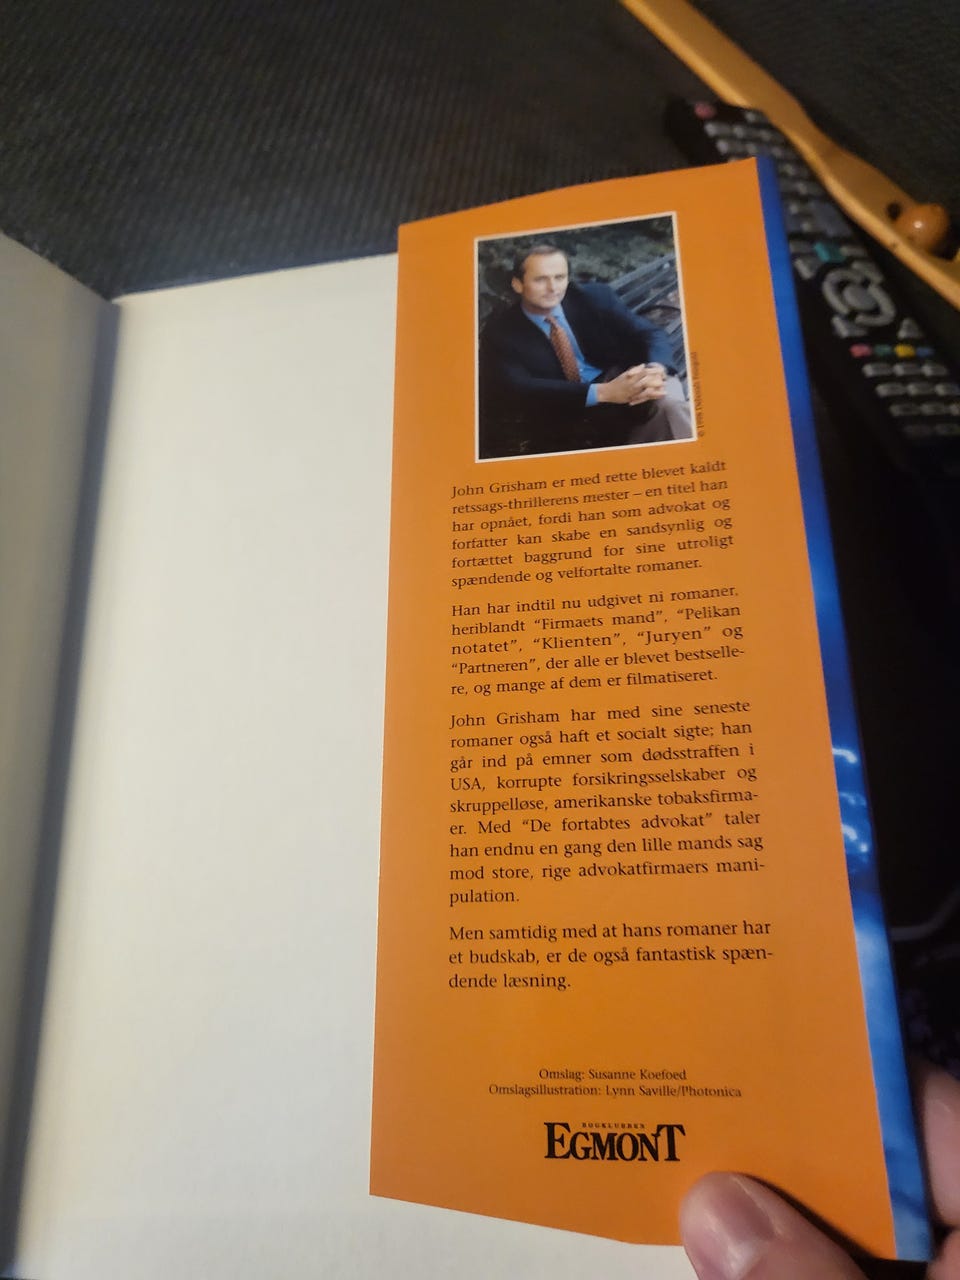 © 1998 Deborah Feingold
John Grisham er med rette blevet kaldt
retssags-thrillerens mester – en titel han
har opnået, fordi han som advokat og
forfatter kan skabe en sandsynlig og
fortættet baggrund for sine utroligt
spændende og velfortalte romaner.
Han har indtil nu udgivet ni romaner,
heriblandt “Firmaets mand”, “Pelikan
notatet”, “Klienten”, “Juryen” og
“Partneren”, der alle er blevet bestselle-
re, og mange af dem er filmatiseret.
John Grisham har med sine seneste
romaner også haft et socialt sigte; han
går ind på emner som dødsstraffen i
USA, korrupte forsikringsselskaber og
skruppelløse, amerikanske tobaksfirma-
er. Med “De fortabtes advokat” taler
han endnu en gang den lille mands sag
mod store, rige advokatfirmaers mani-
pulation.
Men samtidig med at hans romaner har
et budskab, er de også fantastisk spæn-
dende læsning.
Omslag: Susanne Koefoed
Omslagsillustration: Lynn Saville/Photonica
BOGKLUBBEN
EGMONT